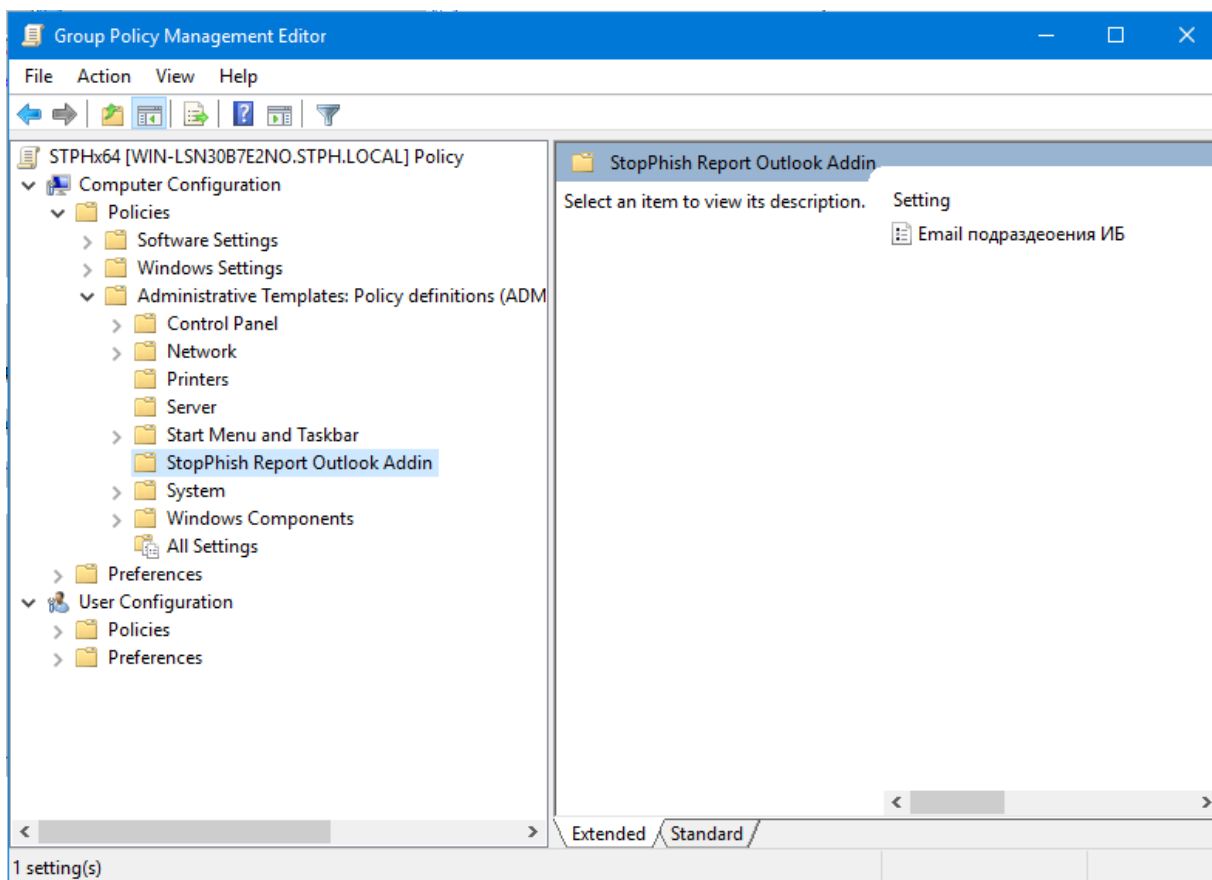 Group Policy Management Editor
File Action View Help
STPHx64 [WIN-LSN30B7E2NO.STPH.LOCAL] Policy
Computer Configuration
Policies
Software Settings
Windows Settings
Administrative Templates: Policy definitions (ADM
Control Panel
Network
Printers
Server
Start Menu and Taskbar
StopPhish Report Outlook Addin
System
Windows Components
All Settings
Preferences
User Configuration
Policies
Preferences
StopPhish Report Outlook Addin
Select an item to view its description.
Setting
Email подраздеоения ИБ
Extended Standard
1 setting(s)